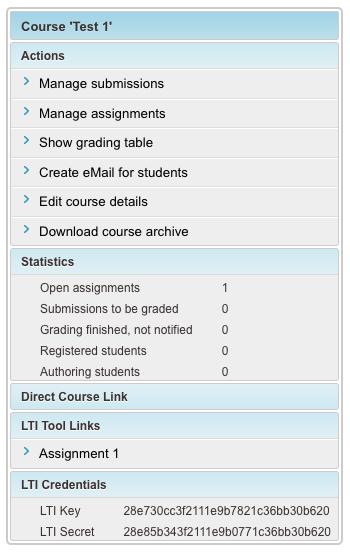 Course 'Test 1'
Actions
Manage submissions
Manage assignments
Show grading table
Create eMail for students
Edit course details
Download course archive
Statistics
Open assignments 1
Submissions to be graded 0
Grading finished, not notified 0
Registered students 0
Authoring students 0
Direct Course Link
LTI Tool Links
Assignment 1
LTI Credentials
LTI Key 28e730cc3f2111e9b7821c36bb30b620
LTI Secret 28e85b343f2111e9b0771c36bb30b620